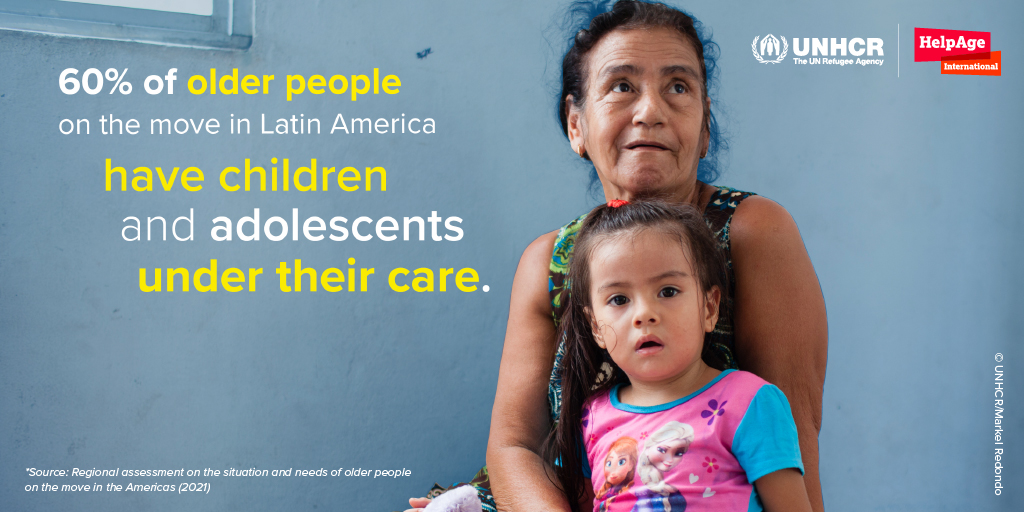 60% of older people
on the move in Latin America
have children
and adolescents
under their care.
UNHCR
The UN Refugee Agency
HelpAge
International
*Source: Regional assessment on the situation and needs of older people
on the move in the Americas (2021)
© UNHCR/Markel Redondo